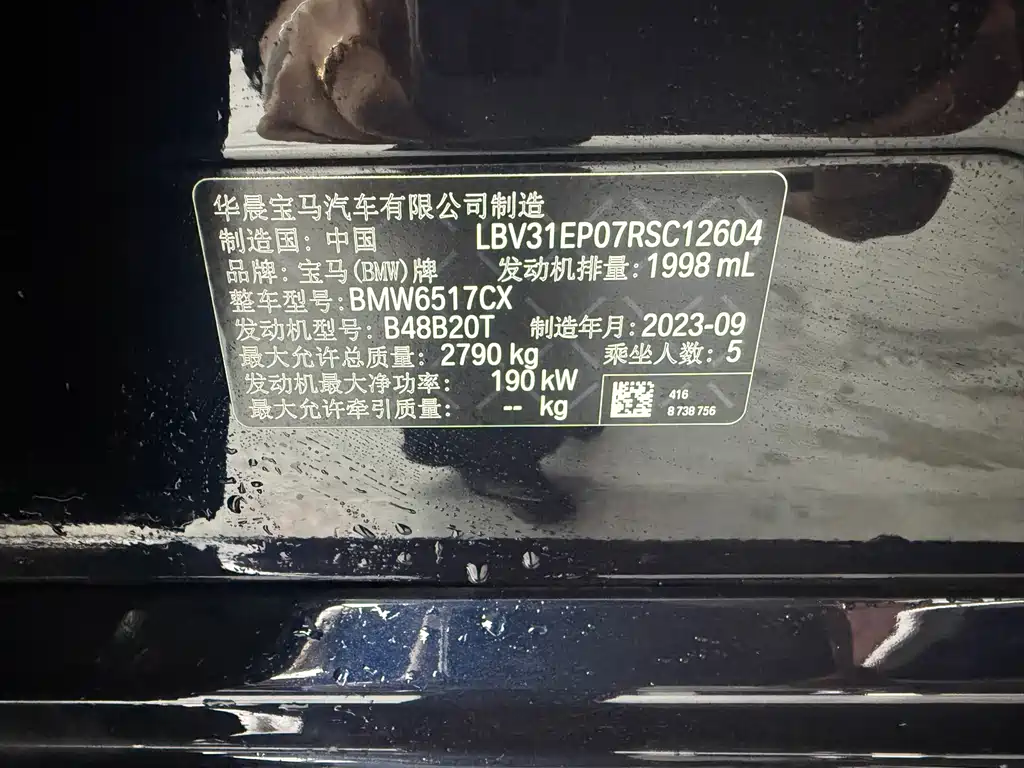 华晨宝马汽车有限公司制造
制造国：中国 LBV31EP07RSC12604
品牌：宝马(BMW)牌 发动机排量：1998 mL
整车型号：BMW6517CX
发动机型号：B48B20T 制造年月：2023-09
最大允许总质量：2790 kg 乘坐人数：5
发动机最大净功率：190 kW
最大允许牵引质量：-- kg
416
8 738 756